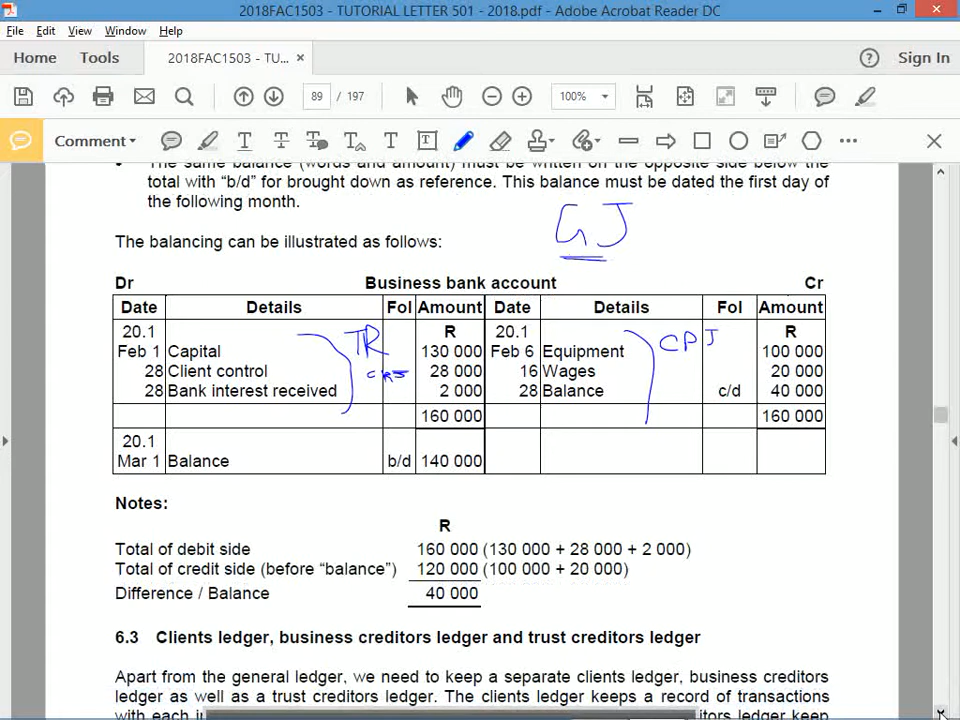 2018FAC1503 - TUTORIAL LETTER 501 - 2018.pdf - Adobe Acrobat Reader DC
File Edit View Window Help
Home Tools 2018FAC1503 - TU... × Sign In
89 / 197 100%
Comment
The same balance (words and amount) must be written on the opposite side below the
total with “b/d” for brought down as reference. This balance must be dated the first day of
the following month.
GJ
The balancing can be illustrated as follows:
Dr Business bank account Cr
Date Details Fol Amount Date Details Fol Amount
20.1 R 20.1 R
TR CPJ
Feb 1 Capital 130 000 Feb 6 Equipment 100 000
28 Client control CRJ 28 000 16 Wages 20 000
28 Bank interest received 2 000 28 Balance c/d 40 000
160 000 160 000
20.1
Mar 1 Balance b/d 140 000
Notes:
R
Total of debit side 160 000 (130 000 + 28 000 + 2 000)
Total of credit side (before “balance”) 120 000 (100 000 + 20 000)
Difference / Balance 40 000
6.3 Clients ledger, business creditors ledger and trust creditors ledger
Apart from the general ledger, we need to keep a separate clients ledger, business creditors
ledger as well as a trust creditors ledger. The clients ledger keeps a record of transactions
with each